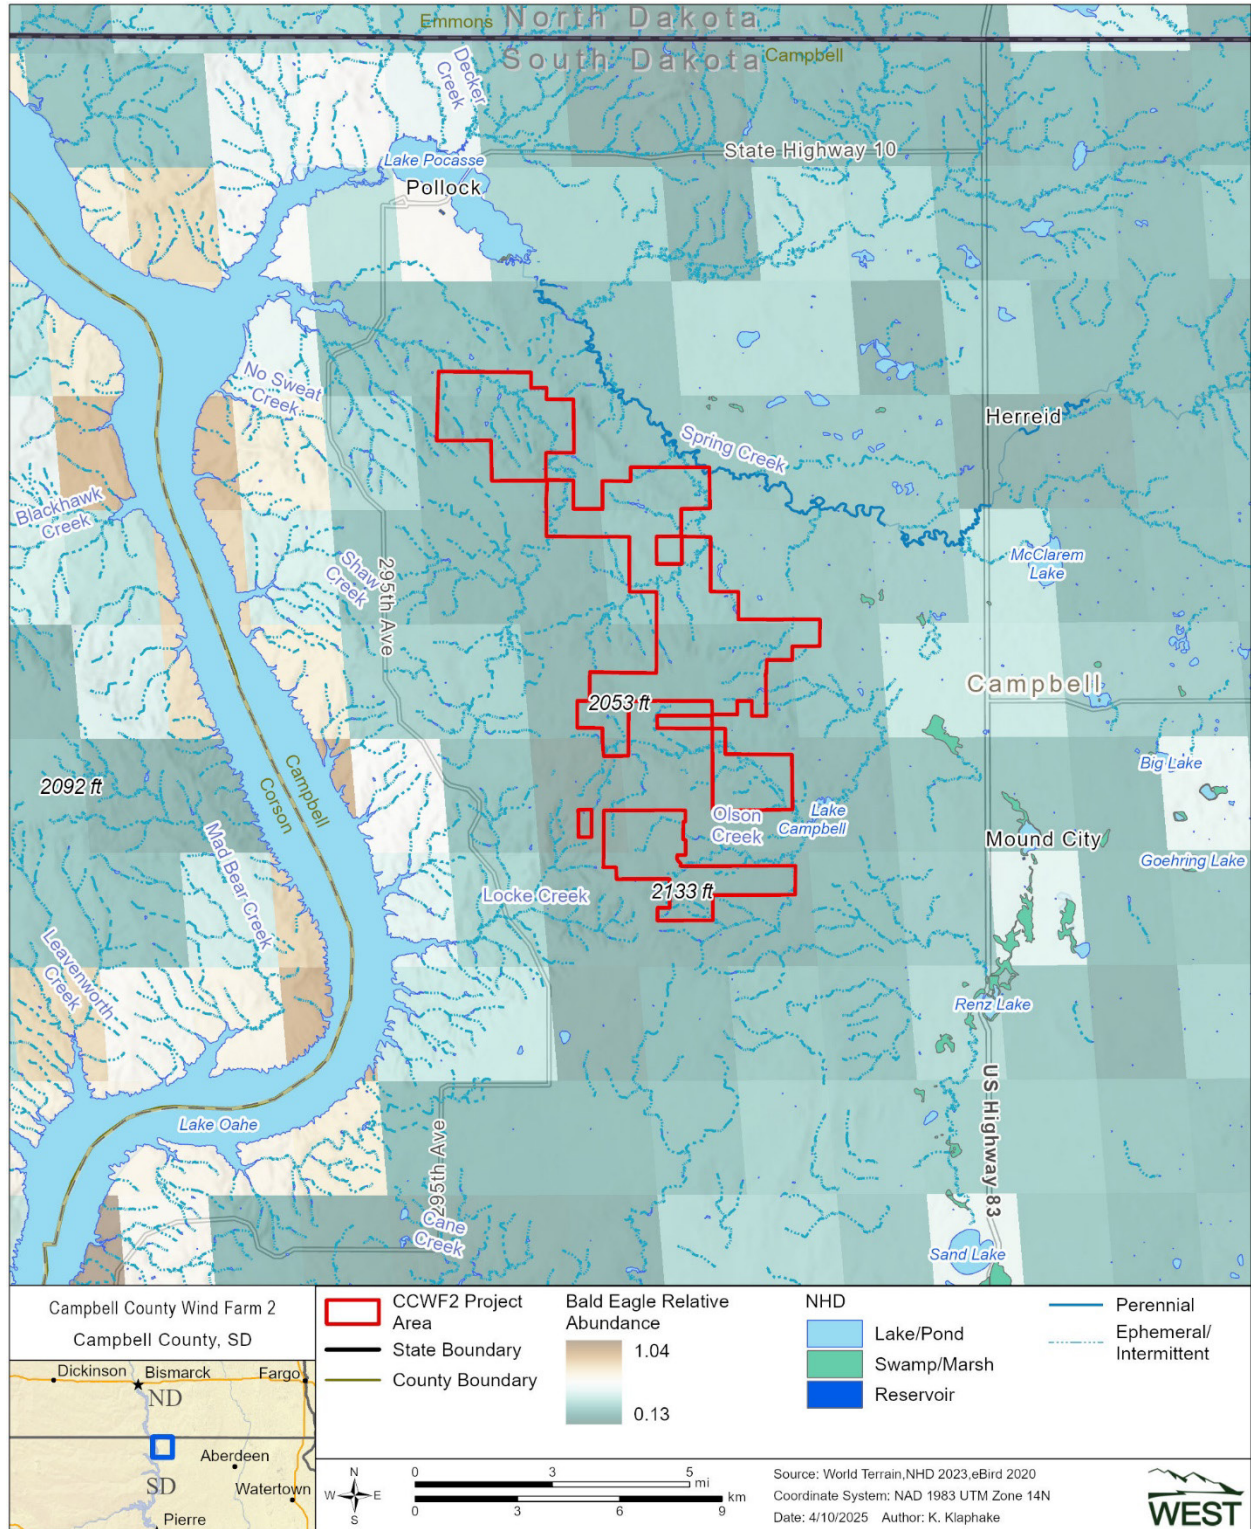 Emmons
North Dakota
South Dakota
Campbell
Decker
Creek
State Highway 10
Lake Pocasse
Pollock
No Sweat
Creek
Herreid
Spring Creek
Blackhawk
Creek
Shaw
Creek
295th Ave
McClarem
Lake
Campbell
2053 ft
Big Lake
2092 ft
Campbell
Corson
Olson
Creek
Lake
Campbell
Mound City
Goehring Lake
Mad Bear Creek
2133 ft
Locke Creek
Leavenworth
Creek
Renz Lake
US Highway 83
Lake Oahe
295th Ave
Cane
Creek
Sand Lake
Campbell County Wind Farm 2
Campbell County, SD
Dickinson
Bismarck
Fargo
ND
Aberdeen
SD
Watertown
Pierre
CCWF2 Project
Area
State Boundary
County Boundary
Bald Eagle Relative
Abundance
1.04
0.13
NHD
Lake/Pond
Swamp/Marsh
Reservoir
Perennial
Ephemeral/
Intermittent
N
W E
S
0 3 5
mi
km
0 3 6 9
Source: World Terrain,NHD 2023,eBird 2020
Coordinate System: NAD 1983 UTM Zone 14N
Date: 4/10/2025 Author: K. Klaphake
WEST